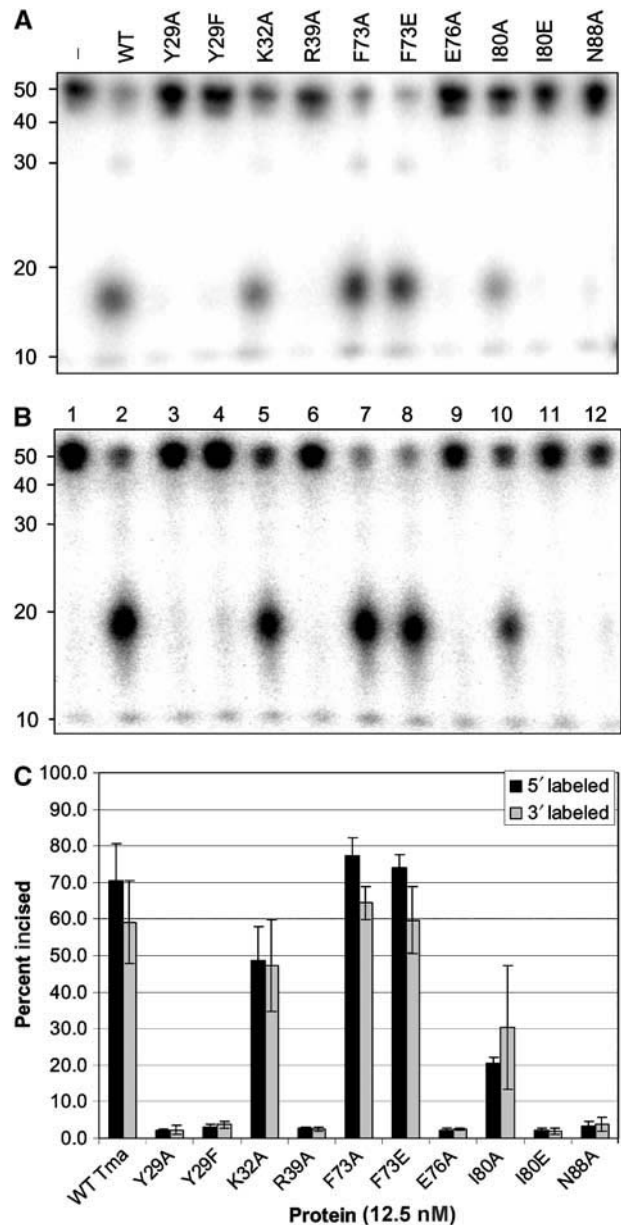 A
– WT Y29A Y29F K32A R39A F73A F73E E76A I80A I80E N88A
50
40
30
20
10
B
1 2 3 4 5 6 7 8 9 10 11 12
50
40
30
20
10
C
100.0
90.0
80.0
70.0
60.0
50.0
40.0
30.0
20.0
10.0
0.0
Percent incised
5′ labeled
3′ labeled
WT Tma Y29A Y29F K32A R39A F73A F73E E76A I80A I80E N88A
Protein (12.5 nM)